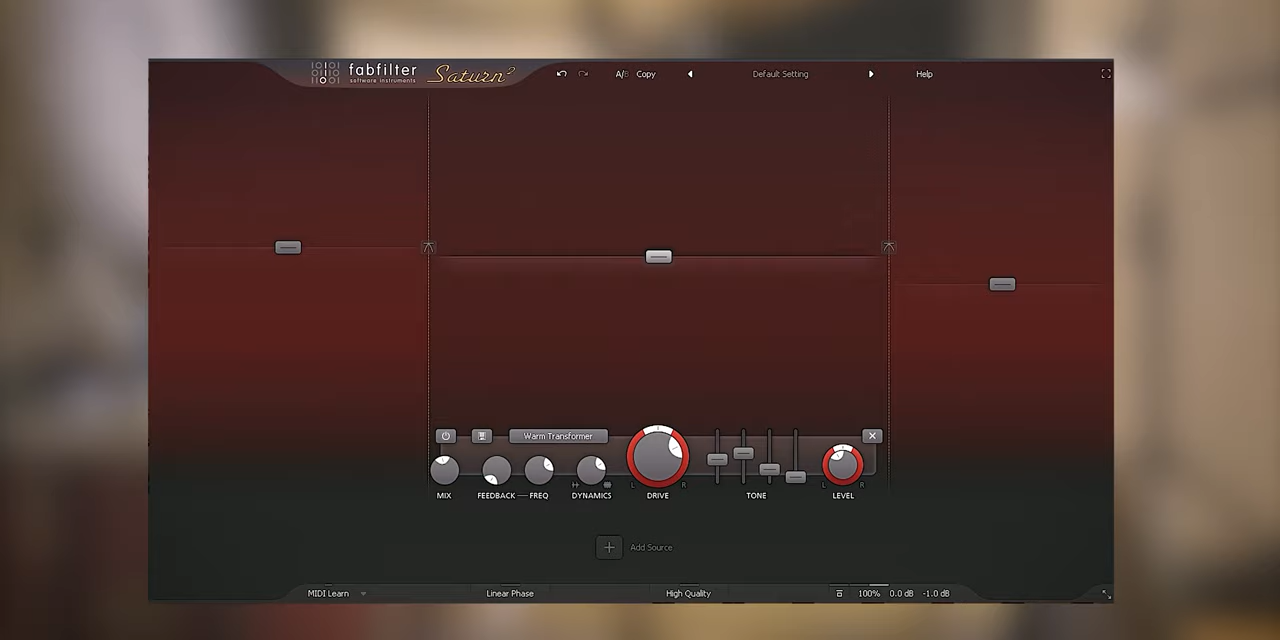 fabfilter Saturn² A/B Copy Default Setting Help
software instruments
Warm Transformer
L R L R
MIX FEEDBACK FREQ DYNAMICS DRIVE TONE LEVEL
Add Source
MIDI Learn Linear Phase High Quality 100% 0.0 dB -1.0 dB